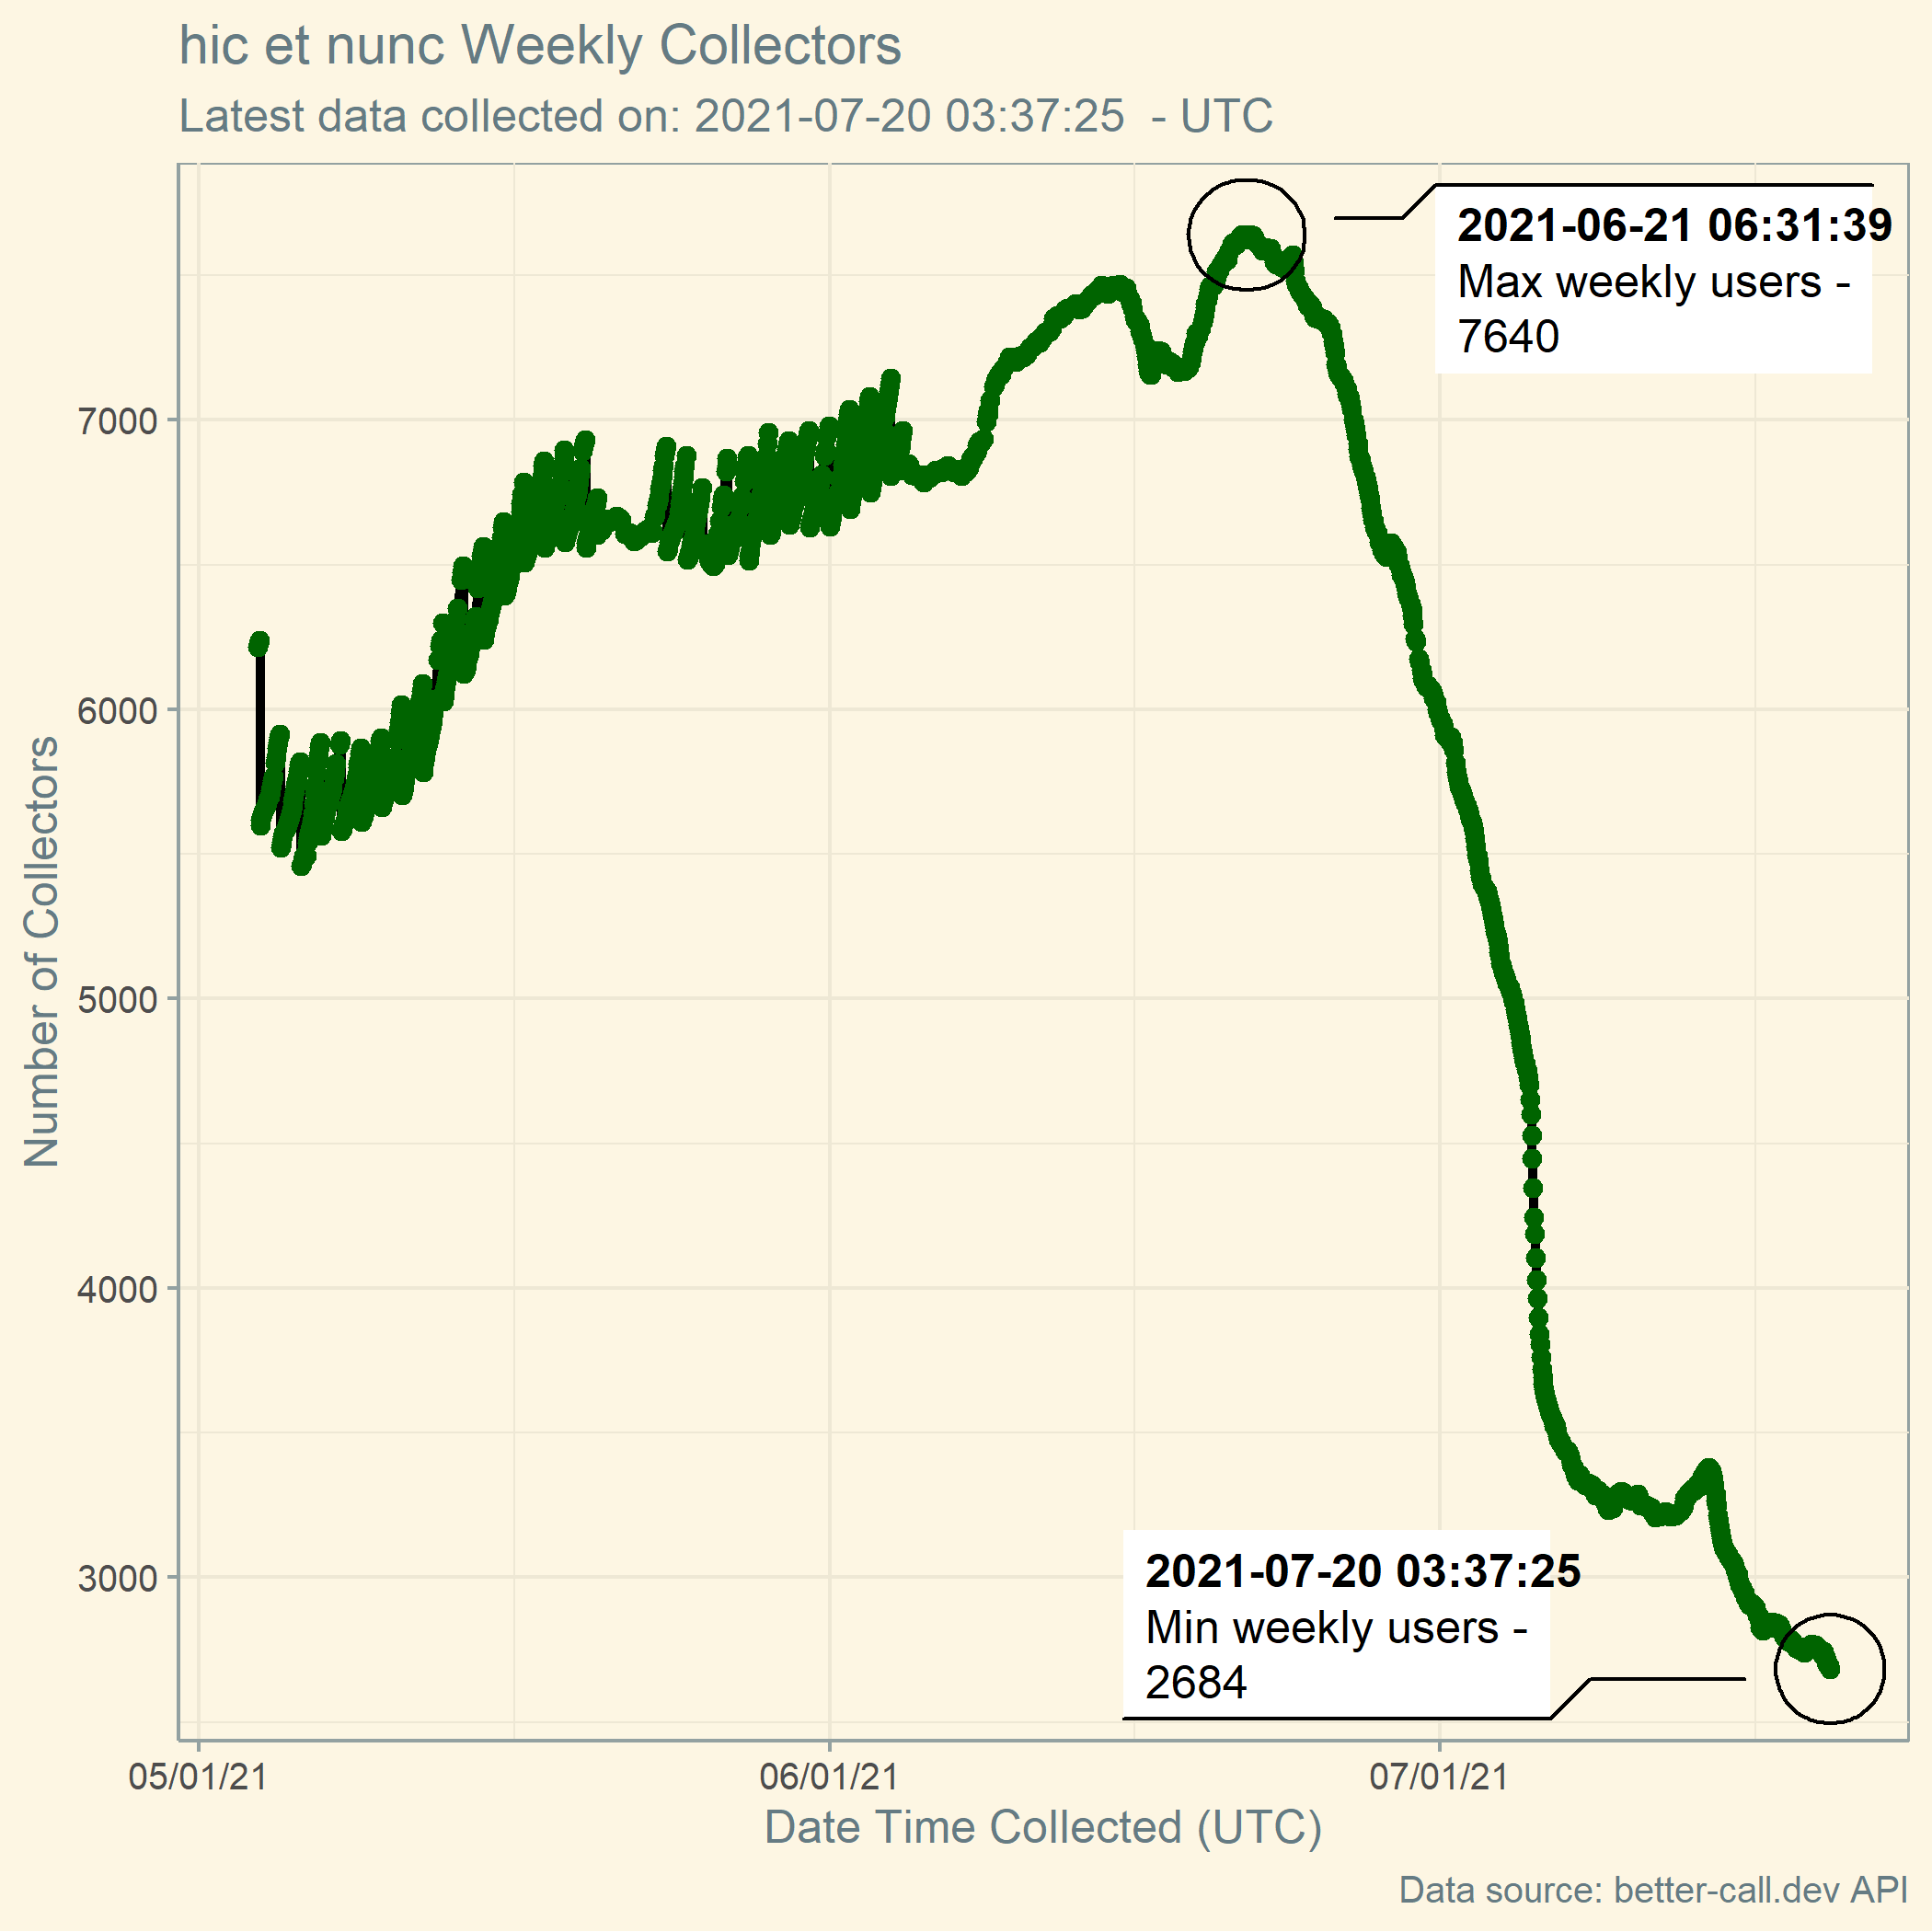 hic et nunc Weekly Collectors
Latest data collected on: 2021-07-20 03:37:25  - UTC
2021-06-21 06:31:39
Max weekly users -
7640
7000
6000
5000
4000
3000
Number of Collectors
2021-07-20 03:37:25
Min weekly users -
2684
05/01/21
06/01/21
07/01/21
Date Time Collected (UTC)
Data source: better-call.dev API